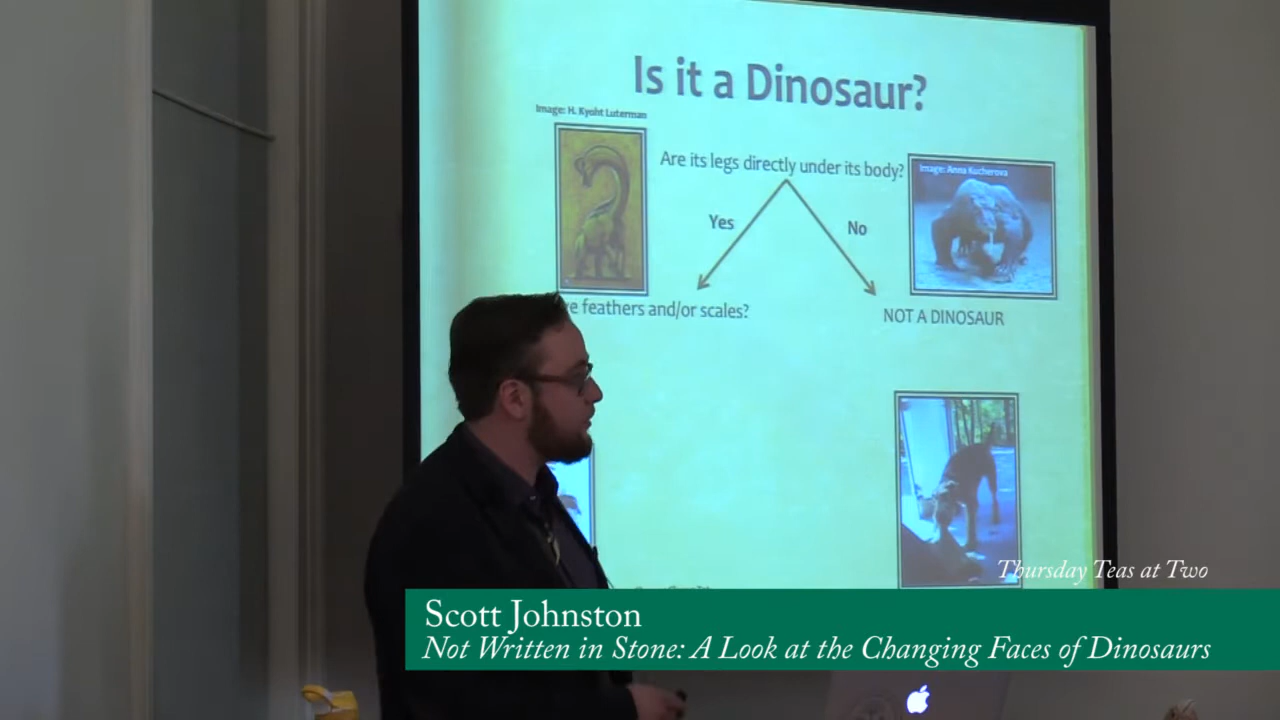 Is it a Dinosaur?
Image: H. Kyoht Luterman
Are its legs directly under its body?
Image: Anna Kucherova
Yes
No
feathers and/or scales?
NOT A DINOSAUR
Thursday Teas at Two
Scott Johnston
Not Written in Stone: A Look at the Changing Faces of Dinosaurs